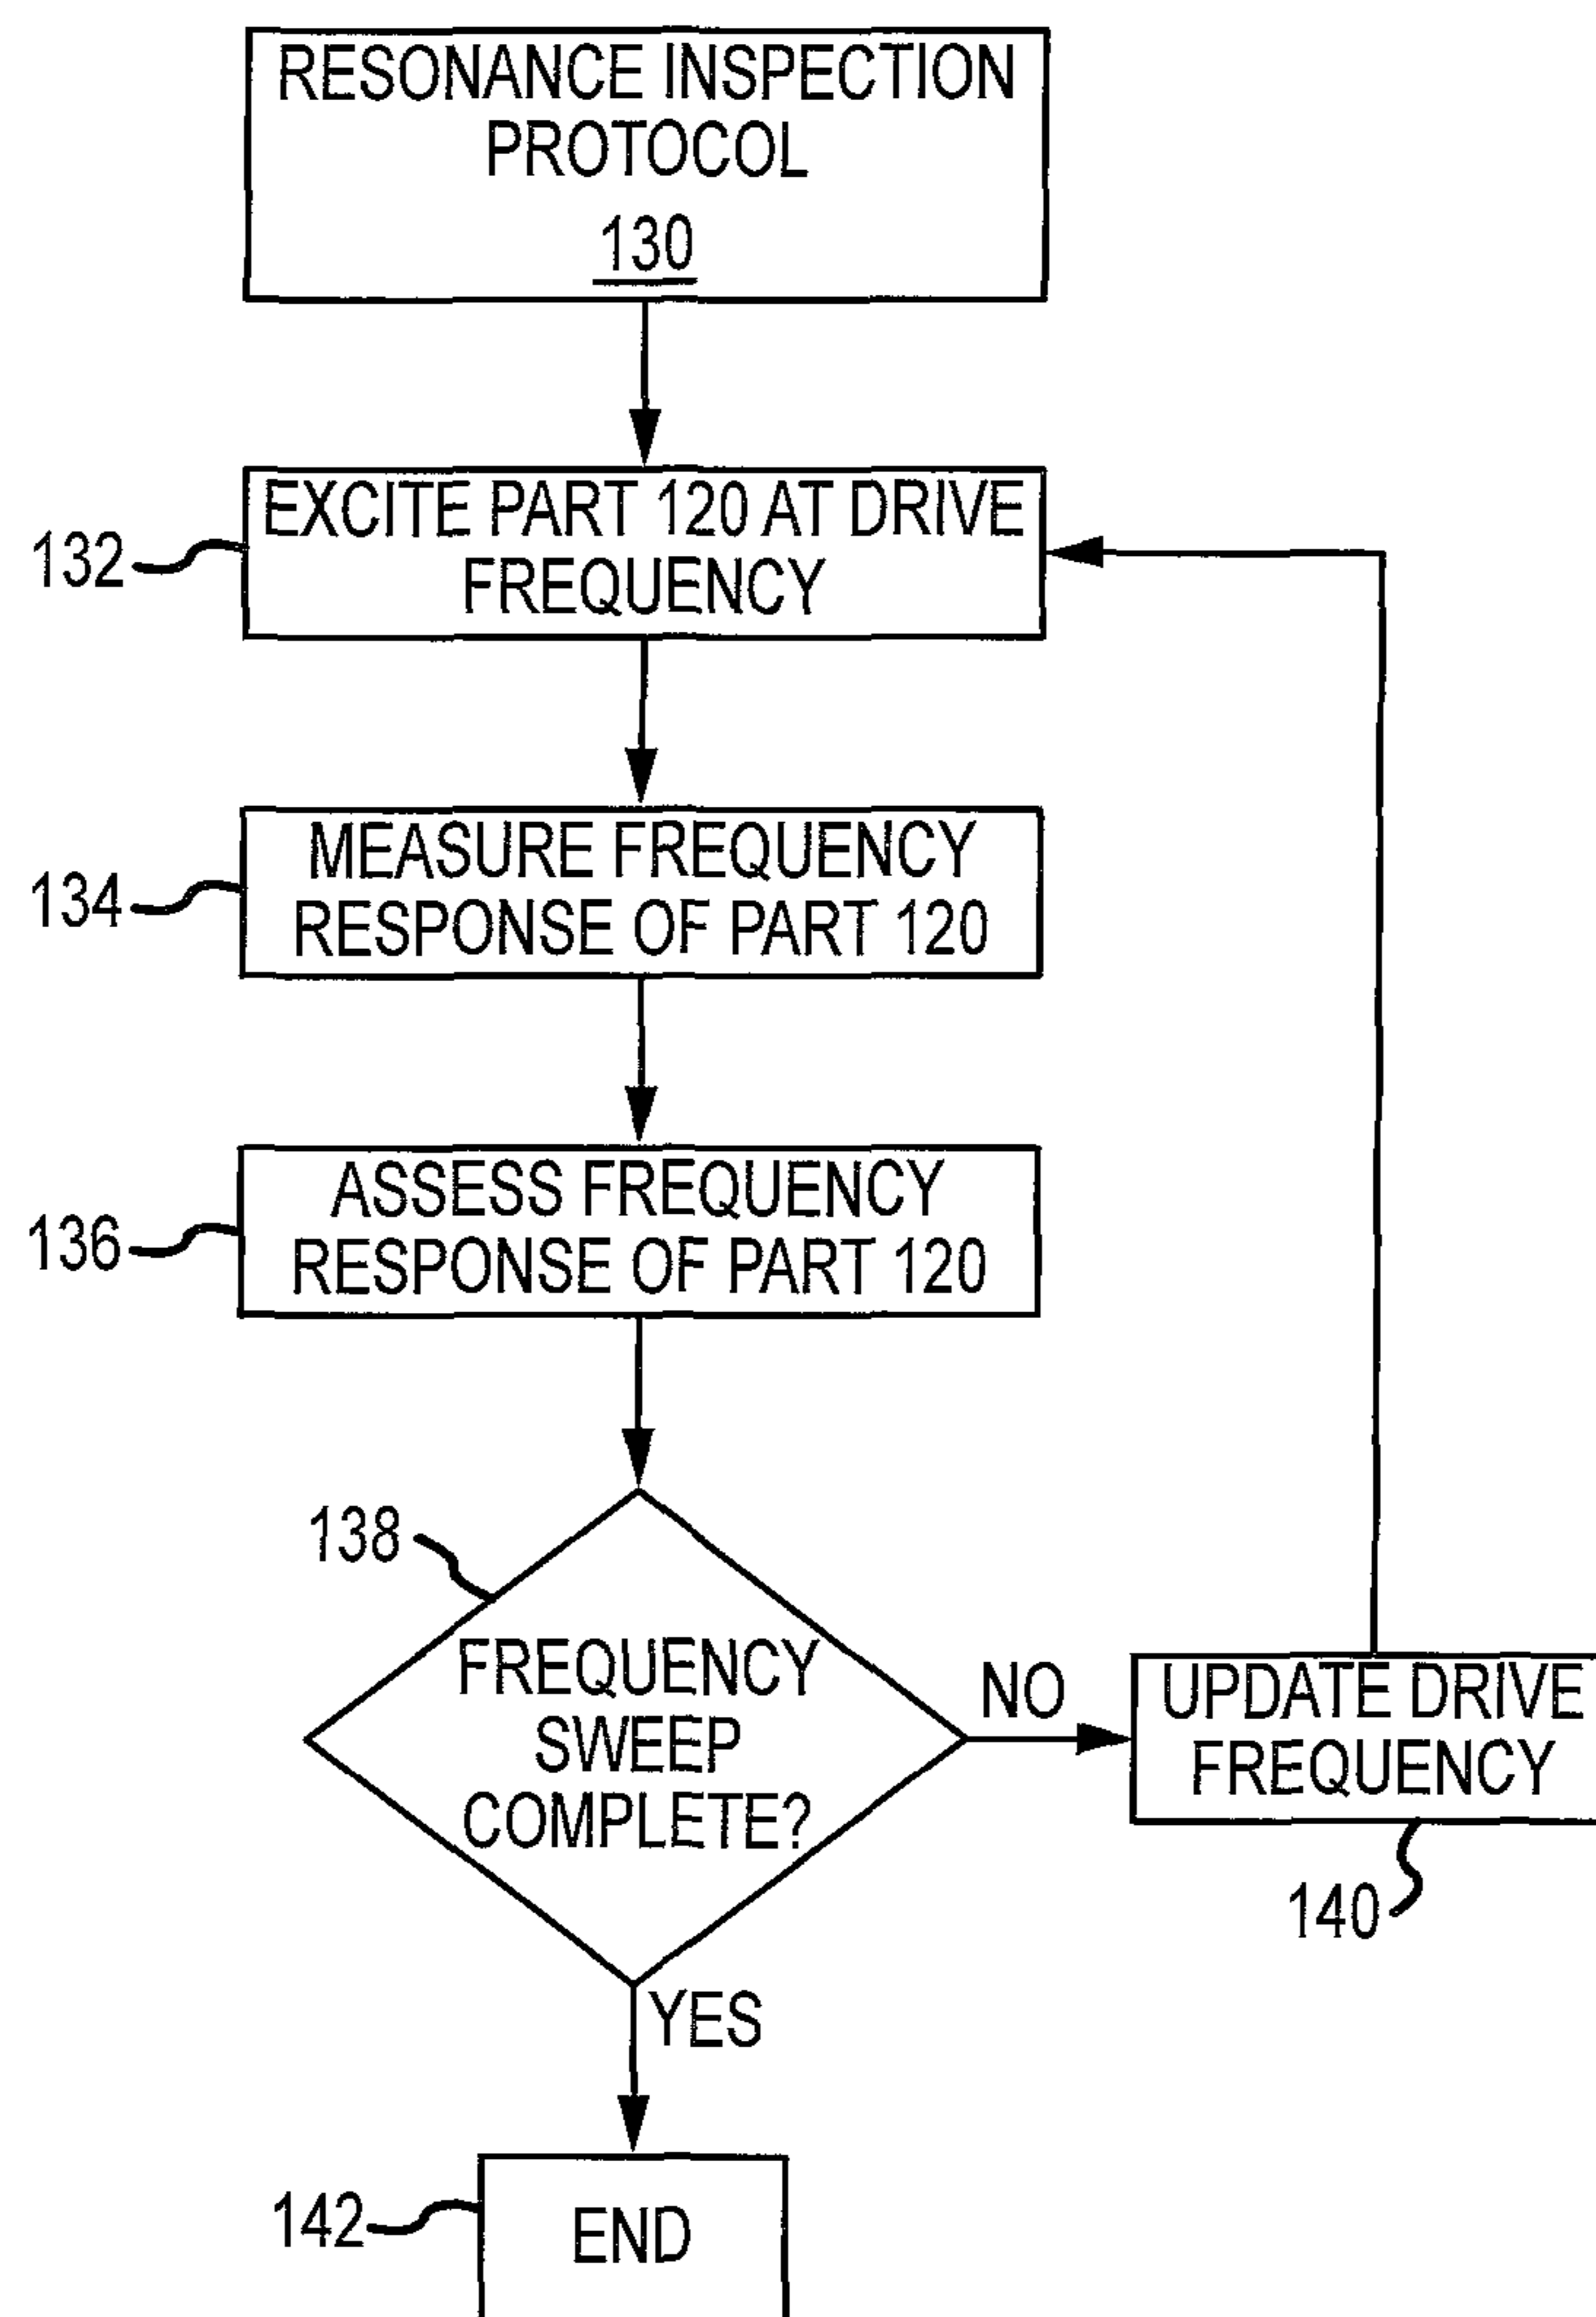 RESONANCE INSPECTION
PROTOCOL
130
EXCITE PART 120 AT DRIVE
FREQUENCY
132
MEASURE FREQUENCY
RESPONSE OF PART 120
134
ASSESS FREQUENCY
RESPONSE OF PART 120
136
138
FREQUENCY
SWEEP
COMPLETE?
NO
UPDATE DRIVE
FREQUENCY
140
YES
142
END